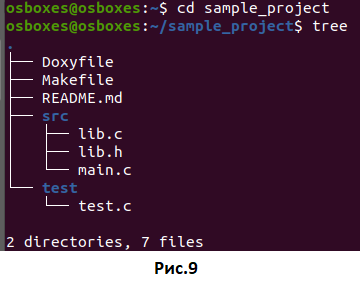 osboxes@osboxes:~$ cd sample_project
osboxes@osboxes:~/sample_project$ tree
.
├── Doxyfile
├── Makefile
├── README.md
├── src
│   ├── lib.c
│   ├── lib.h
│   └── main.c
└── test
    └── test.c
2 directories, 7 files
Рис.9